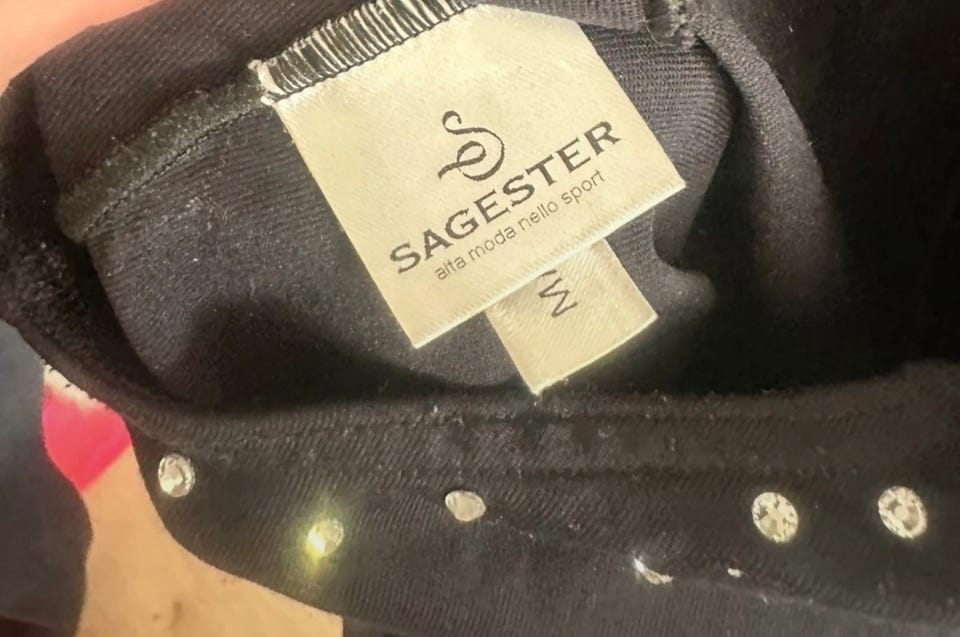 SAGESTER
alta moda nello sport
M